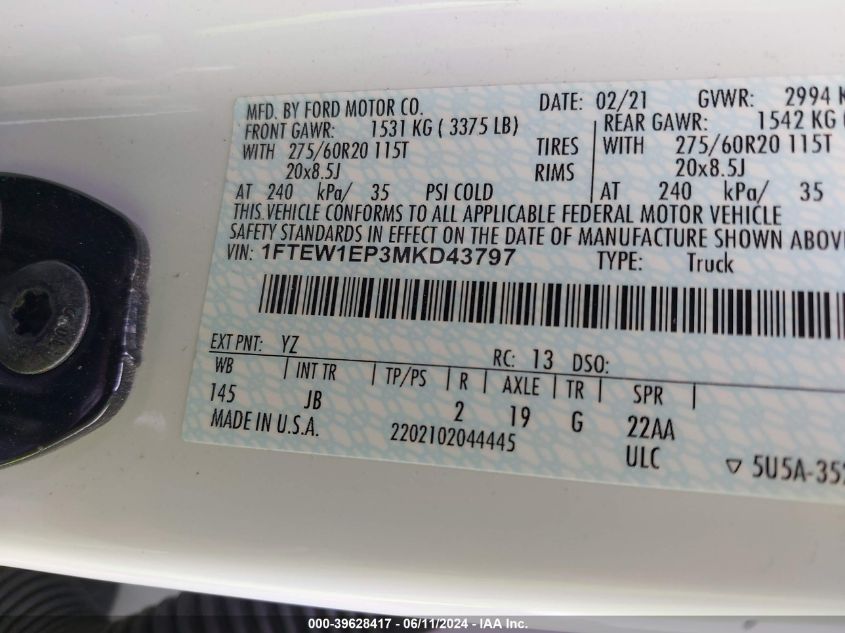 MFD. BY FORD MOTOR CO. DATE: 02/21 GVWR: 2994 K
FRONT GAWR: 1531 KG ( 3375 LB) REAR GAWR: 1542 KG (
WITH 275/60R20 115T TIRES WITH 275/60R20 115T
20x8.5J RIMS 20x8.5J
AT 240 kPa/ 35 PSI COLD AT 240 kPa/ 35
THIS VEHICLE CONFORMS TO ALL APPLICABLE FEDERAL MOTOR VEHICLE
SAFETY STANDARDS IN EFFECT ON THE DATE OF MANUFACTURE SHOWN ABOVE
VIN: 1FTEW1EP3MKD43797 TYPE: Truck
EXT PNT: YZ RC: 13 DSO:
WB INT TR TP/PS R AXLE TR SPR
145 JB 2 19 G 22AA
MADE IN U.S.A. 2202102044445 ULC
▽ 5U5A-352
000-39628417 - 06/11/2024 - IAA Inc.